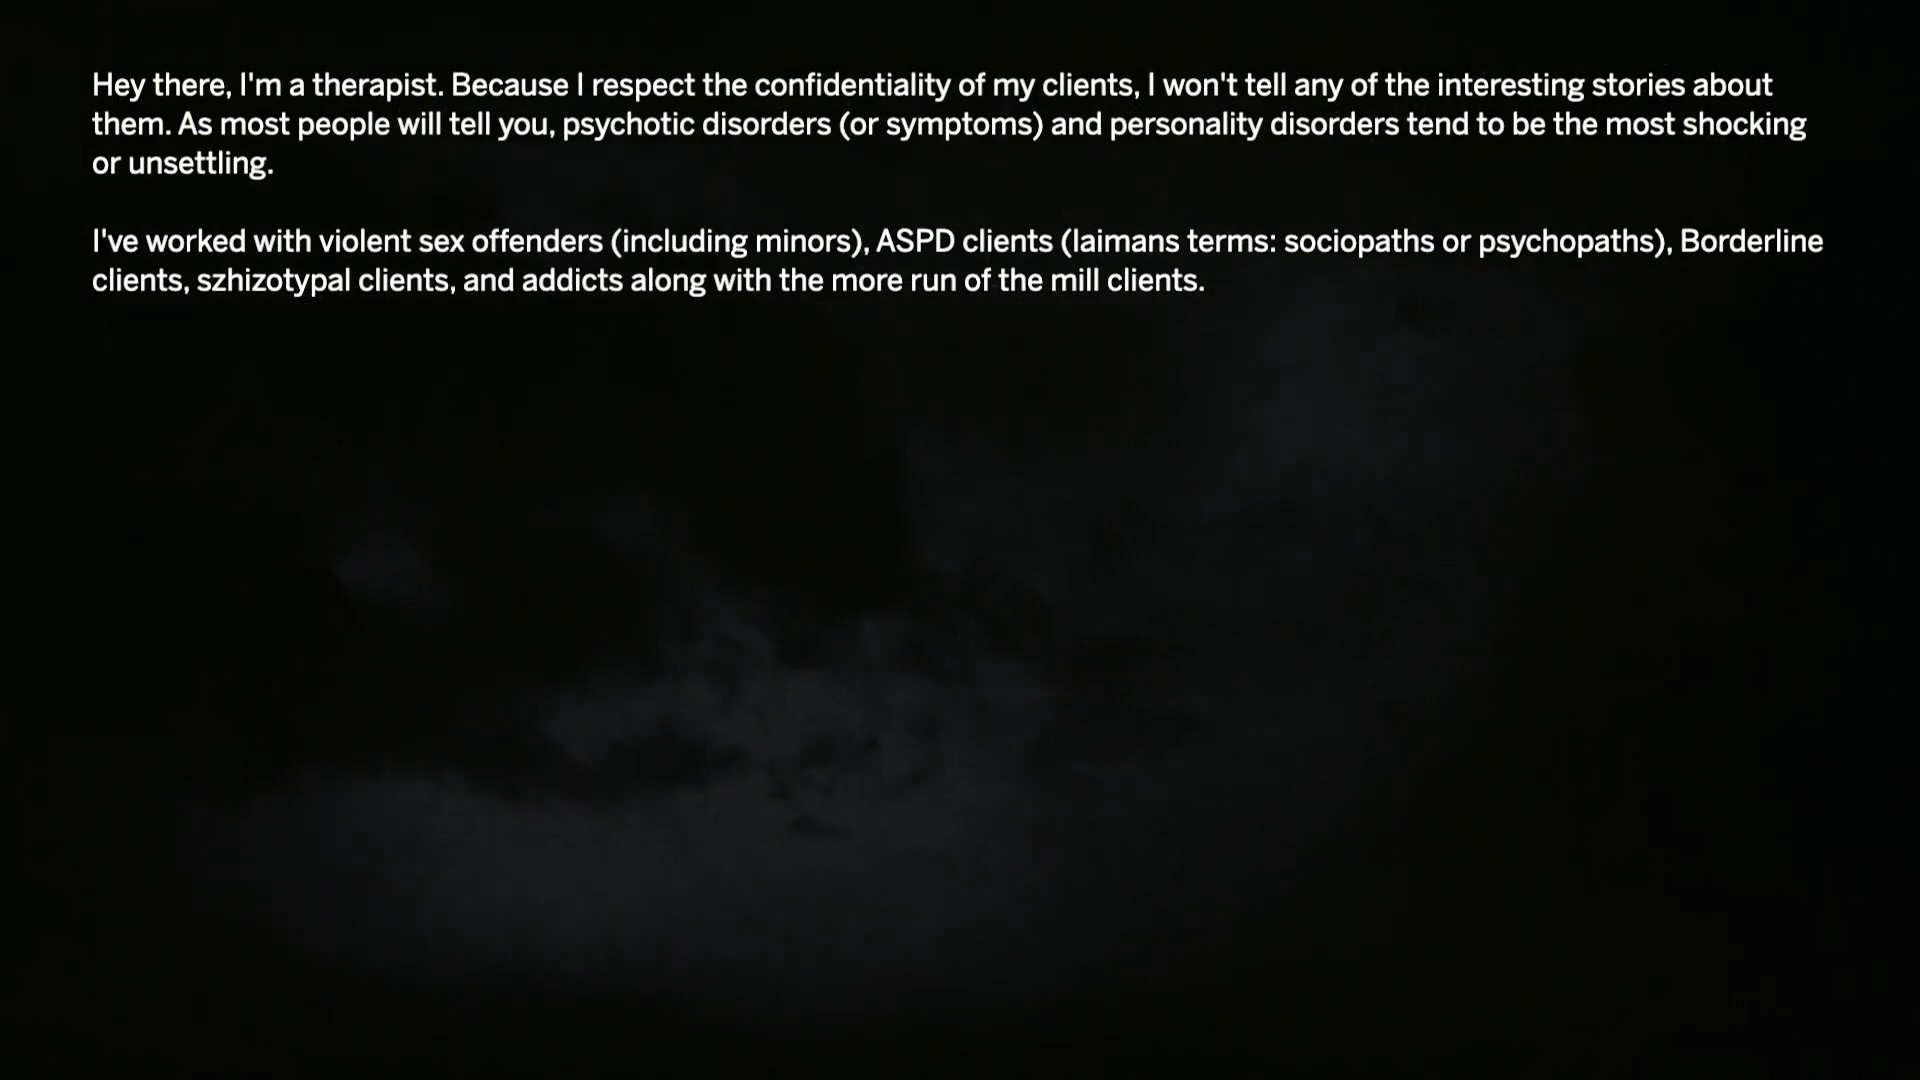 Hey there, I'm a therapist. Because I respect the confidentiality of my clients, I won't tell any of the interesting stories about
them. As most people will tell you, psychotic disorders (or symptoms) and personality disorders tend to be the most shocking
or unsettling.
I've worked with violent sex offenders (including minors), ASPD clients (laimans terms: sociopaths or psychopaths), Borderline
clients, szhizotypal clients, and addicts along with the more run of the mill clients.